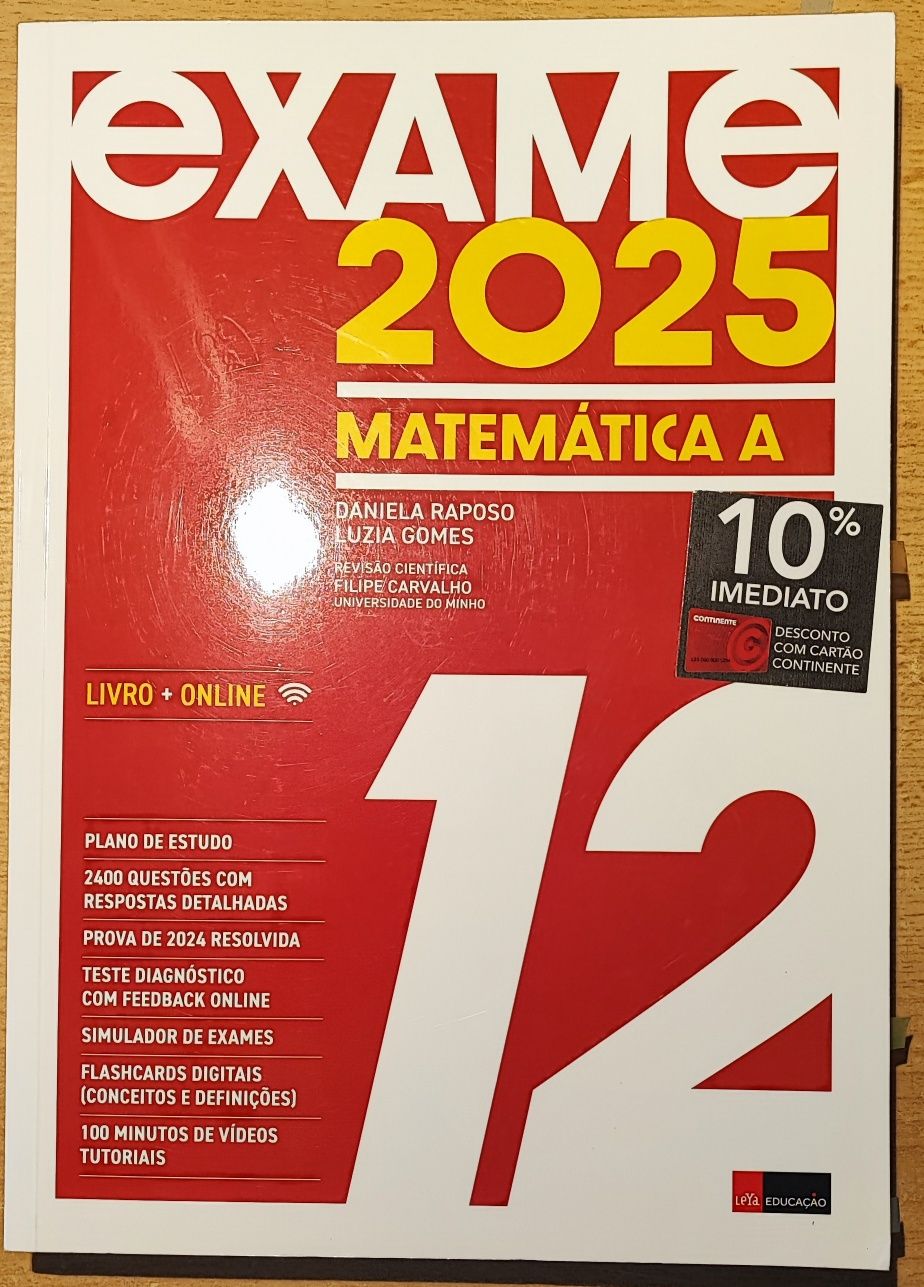 eXAMe
2025
MATEMÁTICA A
DANIELA RAPOSO
LUZIA GOMES
REVISÃO CIENTÍFICA
FILIPE CARVALHO
UNIVERSIDADE DO MINHO
10%
IMEDIATO
CONTINENTE
DESCONTO
COM CARTÃO
CONTINENTE
LIVRO + ONLINE
12
PLANO DE ESTUDO
2400 QUESTÕES COM
RESPOSTAS DETALHADAS
PROVA DE 2024 RESOLVIDA
TESTE DIAGNÓSTICO
COM FEEDBACK ONLINE
SIMULADOR DE EXAMES
FLASHCARDS DIGITAIS
(CONCEITOS E DEFINIÇÕES)
100 MINUTOS DE VÍDEOS
TUTORIAIS
LeYa EDUCAÇÃO